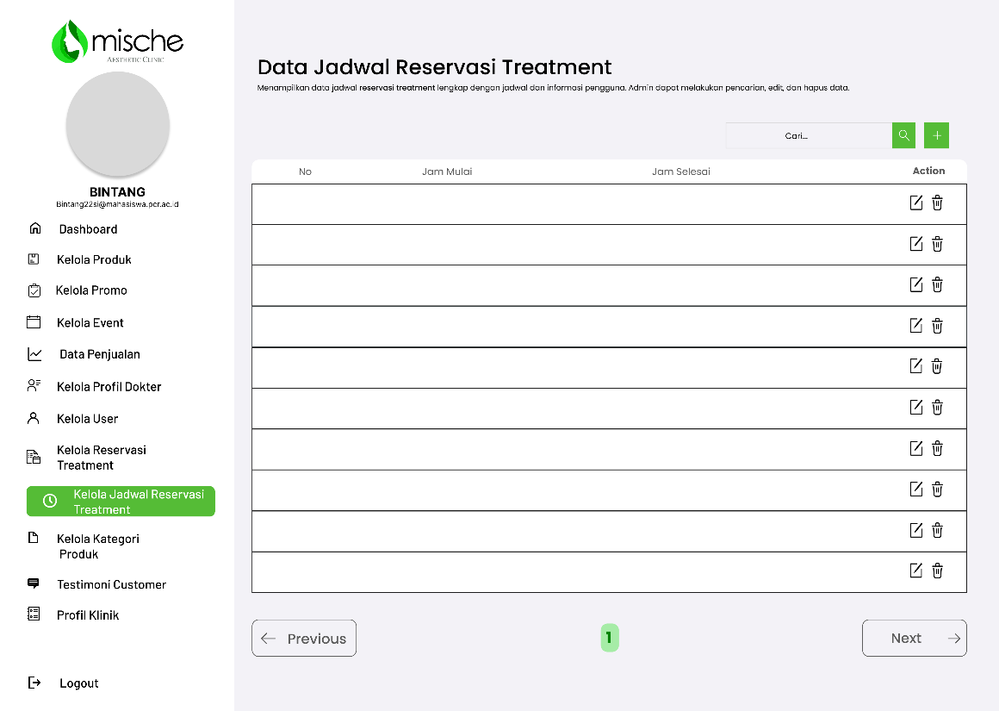 mische
AESTHETIC CLINIC
BINTANG
Bintang22si@mahasiswa.pcr.ac.id
Dashboard
Kelola Produk
Kelola Promo
Kelola Event
Data Penjualan
Kelola Profil Dokter
Kelola User
Kelola Reservasi
Treatment
Kelola Jadwal Reservasi
Treatment
Kelola Kategori
Produk
Testimoni Customer
Profil Klinik
Logout
Data Jadwal Reservasi Treatment
Menampilkan data jadwal reservasi treatment lengkap dengan jadwal dan informasi pengguna. Admin dapat melakukan pencarian, edit, dan hapus data.
Cari...
No Jam Mulai Jam Selesai Action
Previous 1 Next